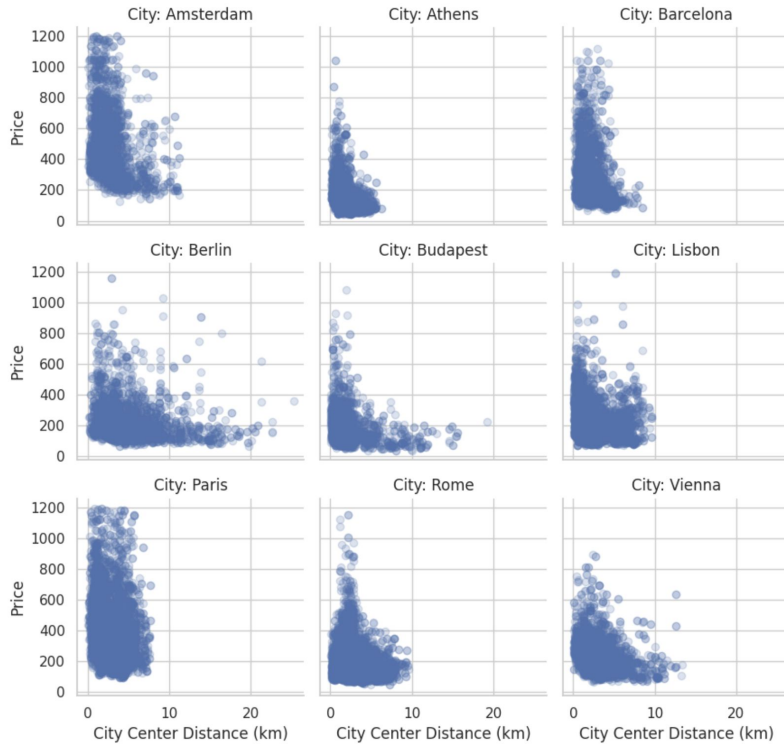 City: Amsterdam
City: Athens
City: Barcelona
1200
1000
800
600
400
200
0
Price
City: Berlin
City: Budapest
City: Lisbon
1200
1000
800
600
400
200
0
Price
City: Paris
City: Rome
City: Vienna
1200
1000
800
600
400
200
0
Price
0 10 20
0 10 20
0 10 20
City Center Distance (km)
City Center Distance (km)
City Center Distance (km)